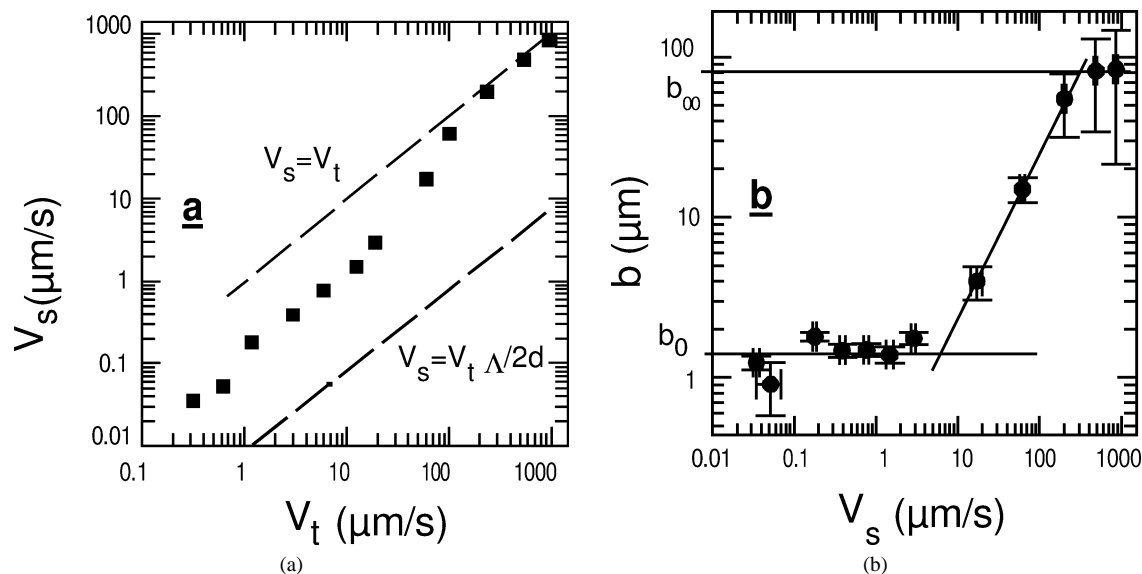 1000
100
10
1
0.1
0.01
V_s(μm/s)
a
V_s=V_t
V_s=V_t Λ/2d
0.1 1 10 100 1000
V_t (μm/s)
(a)
100
b_∞
10
b_0
1
b (μm)
b
0.01 0.1 1 10 100 1000
V_s (μm/s)
(b)